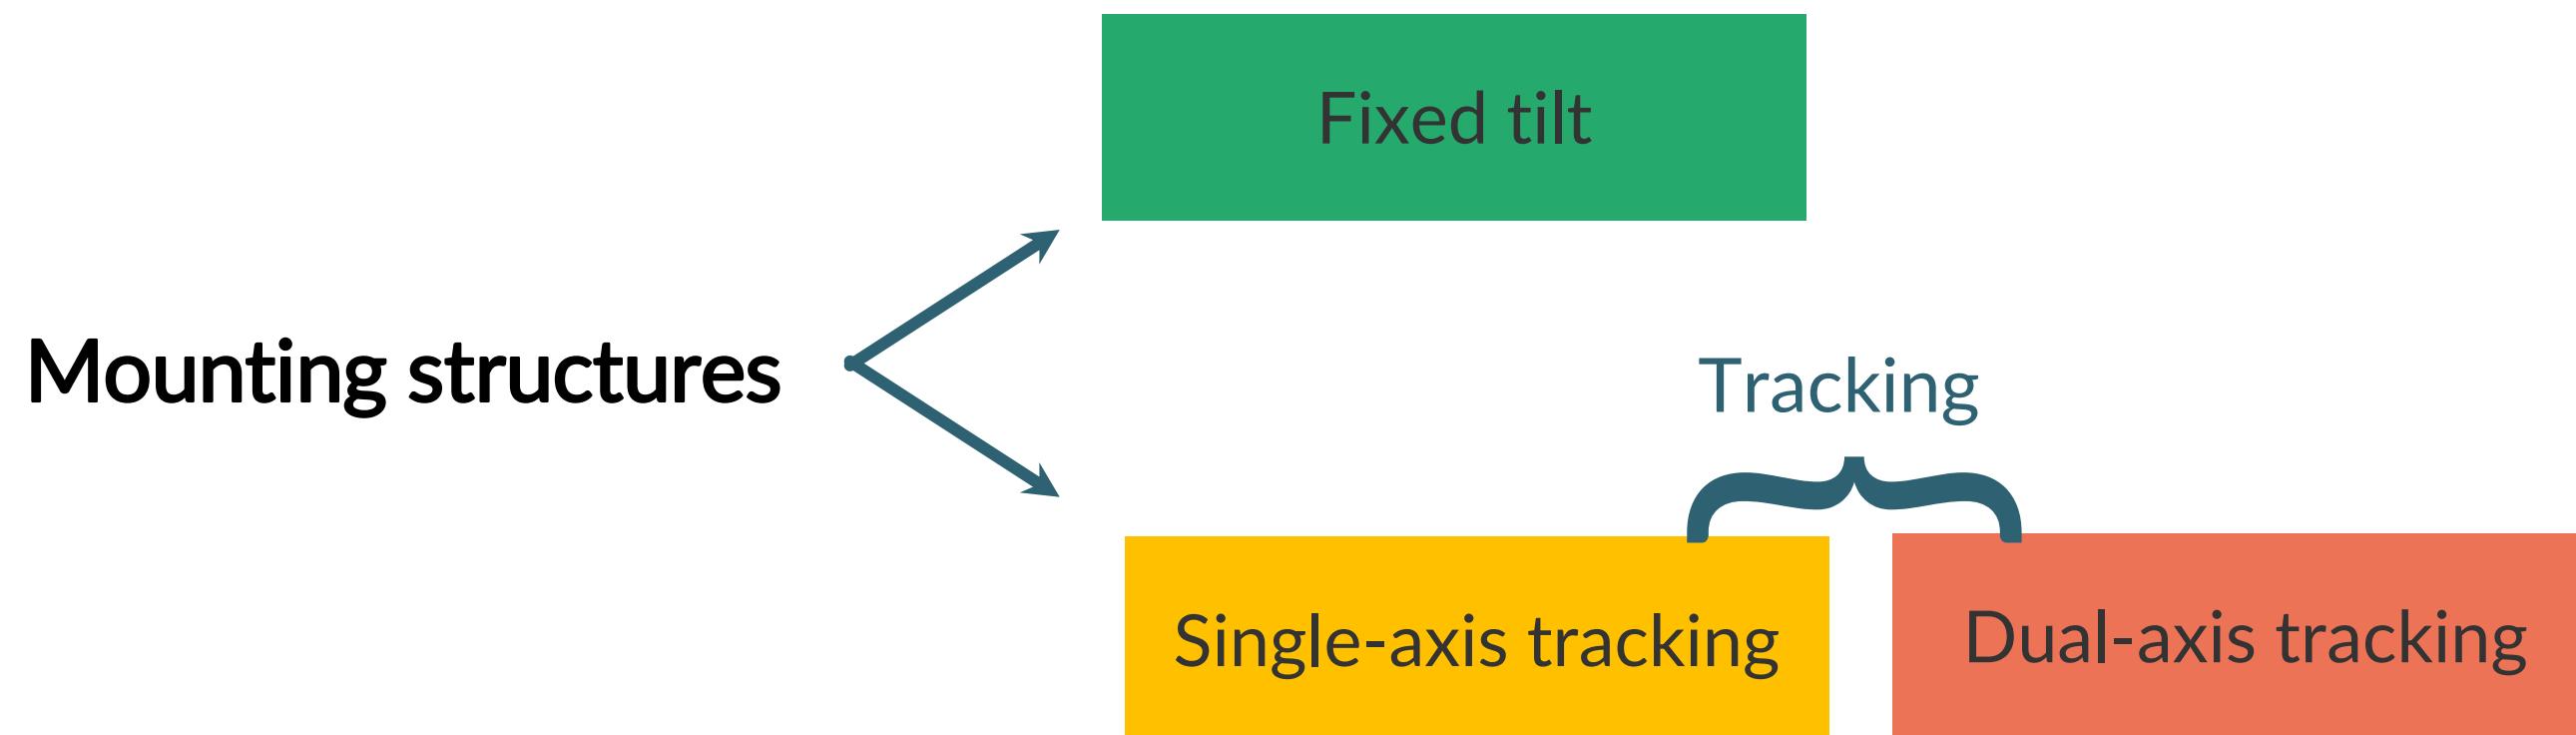 Fixed tilt
Mounting structures
Tracking
Single-axis tracking
Dual-axis tracking